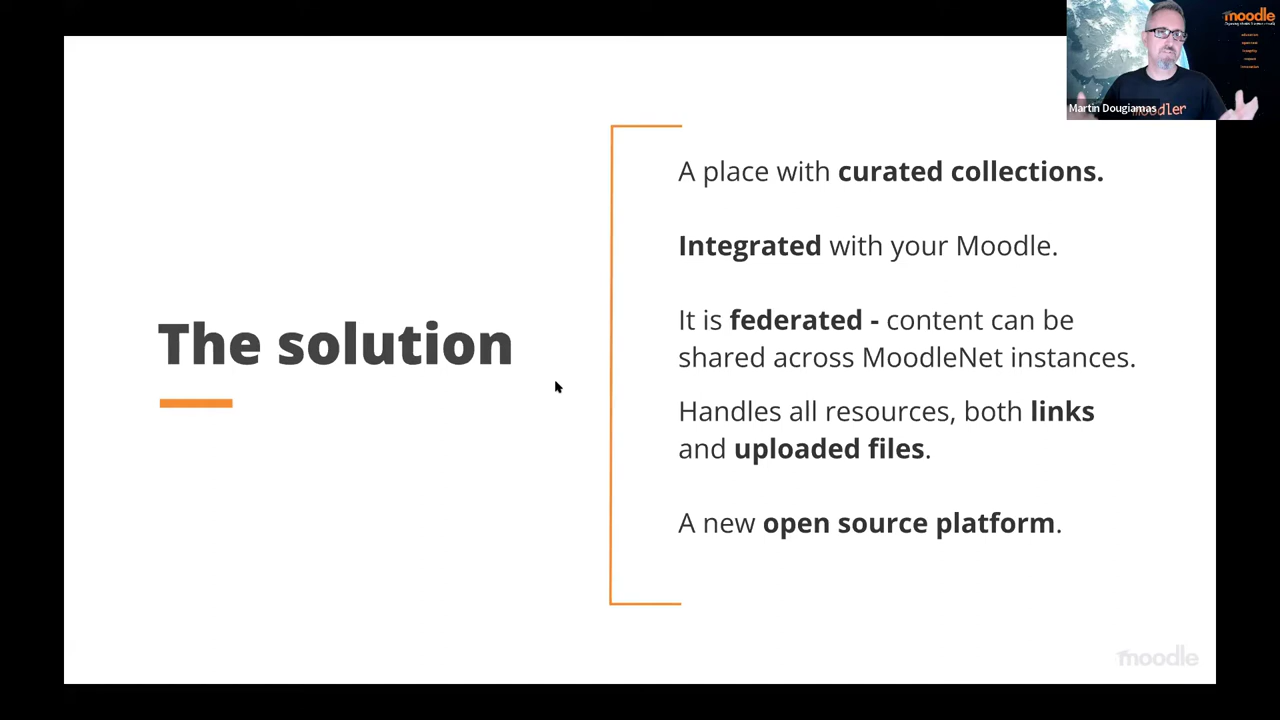 moodle
Martin Dougiamas
moodler
The solution
A place with curated collections.
Integrated with your Moodle.
It is federated - content can be
shared across MoodleNet instances.
Handles all resources, both links
and uploaded files.
A new open source platform.
moodle